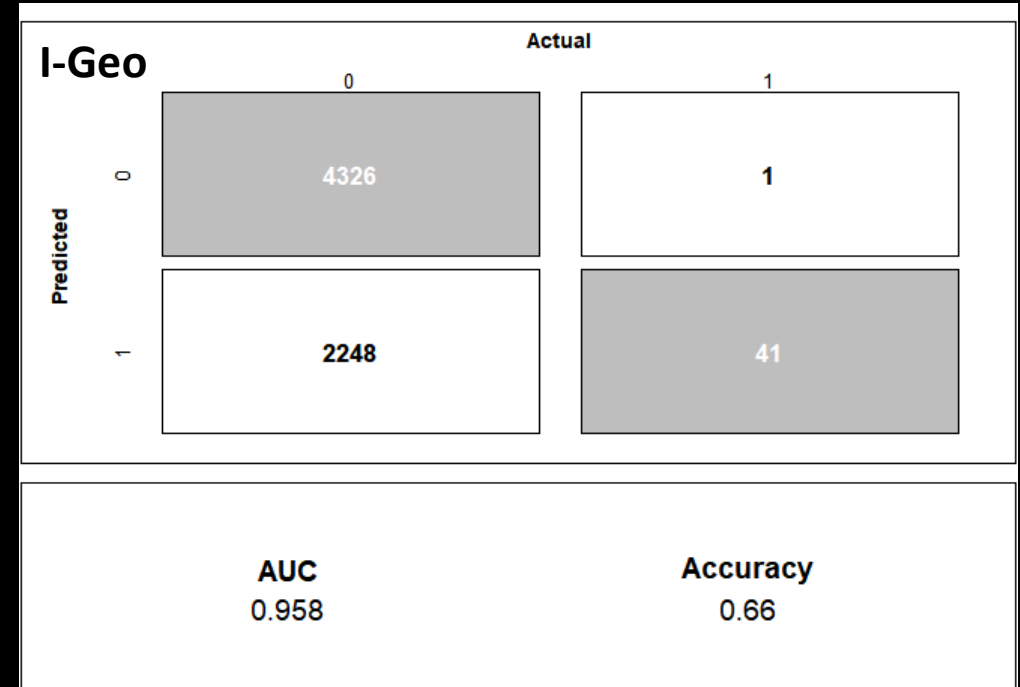 I-Geo
Actual
0 1
Predicted
0 4326 1
1 2248 41
AUC Accuracy
0.958 0.66